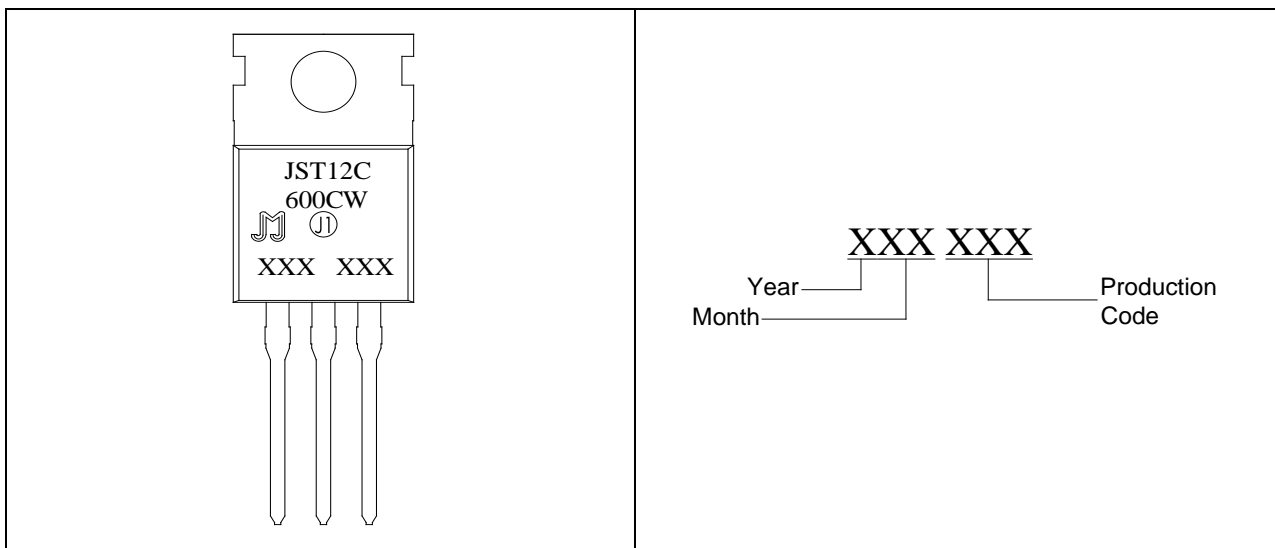 JST12C
600CW
JJ J1
XXX XXX
XXX XXX
Year
Month
Production
Code